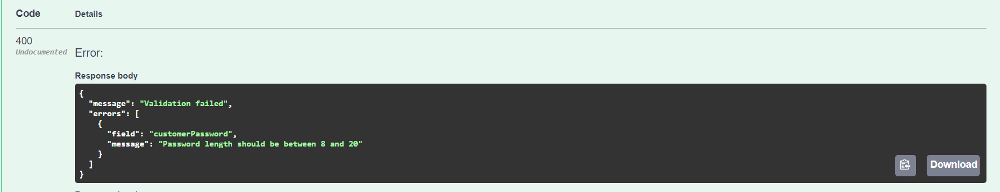 Code Details
400
Undocumented
Error:
Response body
{
  "message": "Validation failed",
  "errors": [
    {
      "field": "customerPassword",
      "message": "Password length should be between 8 and 20"
    }
  ]
}
Download